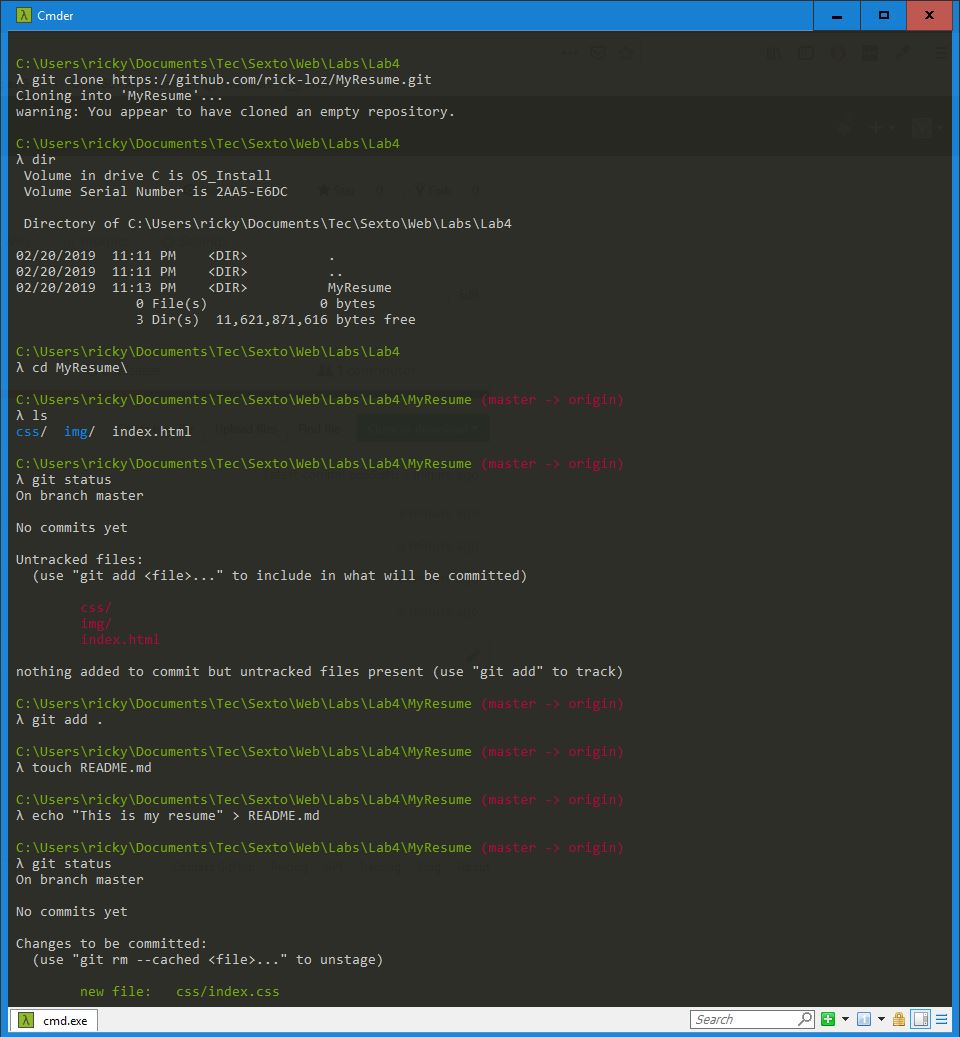 Cmder
C:\Users\ricky\Documents\Tec\Sexto\Web\Labs\Lab4
λ git clone https://github.com/rick-loz/MyResume.git
Cloning into 'MyResume'...
warning: You appear to have cloned an empty repository.
C:\Users\ricky\Documents\Tec\Sexto\Web\Labs\Lab4
λ dir
Volume in drive C is OS_Install
Volume Serial Number is 2AA5-E6DC
Directory of C:\Users\ricky\Documents\Tec\Sexto\Web\Labs\Lab4
02/20/2019  11:11 PM    <DIR>          .
02/20/2019  11:11 PM    <DIR>          ..
02/20/2019  11:13 PM    <DIR>          MyResume
0 File(s)              0 bytes
3 Dir(s)  11,621,871,616 bytes free
C:\Users\ricky\Documents\Tec\Sexto\Web\Labs\Lab4
λ cd MyResume\
C:\Users\ricky\Documents\Tec\Sexto\Web\Labs\Lab4\MyResume (master -> origin)
λ ls
css/  img/  index.html
C:\Users\ricky\Documents\Tec\Sexto\Web\Labs\Lab4\MyResume (master -> origin)
λ git status
On branch master
No commits yet
Untracked files:
(use "git add <file>..." to include in what will be committed)
css/
img/
index.html
nothing added to commit but untracked files present (use "git add" to track)
C:\Users\ricky\Documents\Tec\Sexto\Web\Labs\Lab4\MyResume (master -> origin)
λ git add .
C:\Users\ricky\Documents\Tec\Sexto\Web\Labs\Lab4\MyResume (master -> origin)
λ touch README.md
C:\Users\ricky\Documents\Tec\Sexto\Web\Labs\Lab4\MyResume (master -> origin)
λ echo "This is my resume" > README.md
C:\Users\ricky\Documents\Tec\Sexto\Web\Labs\Lab4\MyResume (master -> origin)
λ git status
On branch master
No commits yet
Changes to be committed:
(use "git rm --cached <file>..." to unstage)
new file:   css/index.css
λ cmd.exe
Search